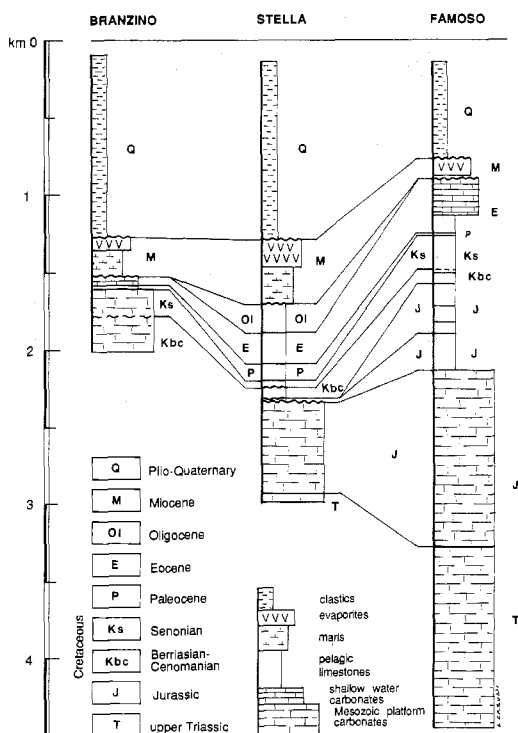 BRANZINO STELLA FAMOSO
km 0
1
2
3
4
Q Q Q
M M M
E
P
Ks Ks Ks
Ol Ol
Kbc
E E
J J
P P
Kbc Kbc
J J
J J
T T
Q Plio-Quaternary
M Miocene
Ol Oligocene
E Eocene
P Paleocene
Cretaceous
Ks Senonian
Kbc Berriasian-
Cenomanian
J Jurassic
T upper Triassic
clastics
evaporites
marls
pelagic
limestones
shallow water
carbonates
Mesozoic platform
carbonates